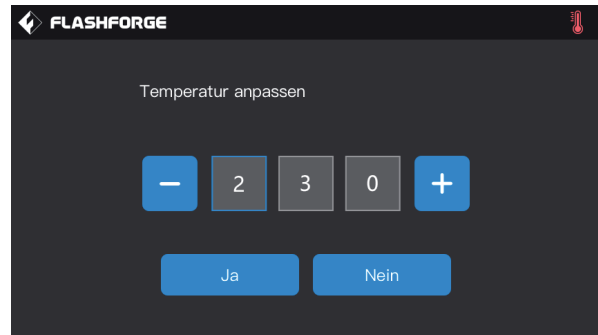 FLASHFORGE
Temperatur anpassen
− 2 3 0 +
Ja Nein